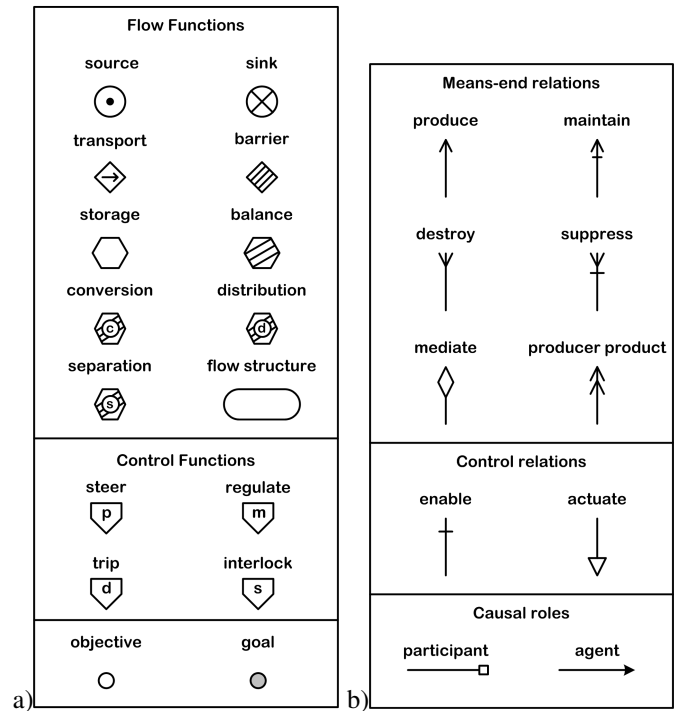 Flow Functions
source sink
transport barrier
storage balance
conversion distribution
c d
separation flow structure
s
Control Functions
steer regulate
p m
trip interlock
d s
objective goal
a)
Means-end relations
produce maintain
destroy suppress
mediate producer product
Control relations
enable actuate
Causal roles
participant agent
b)